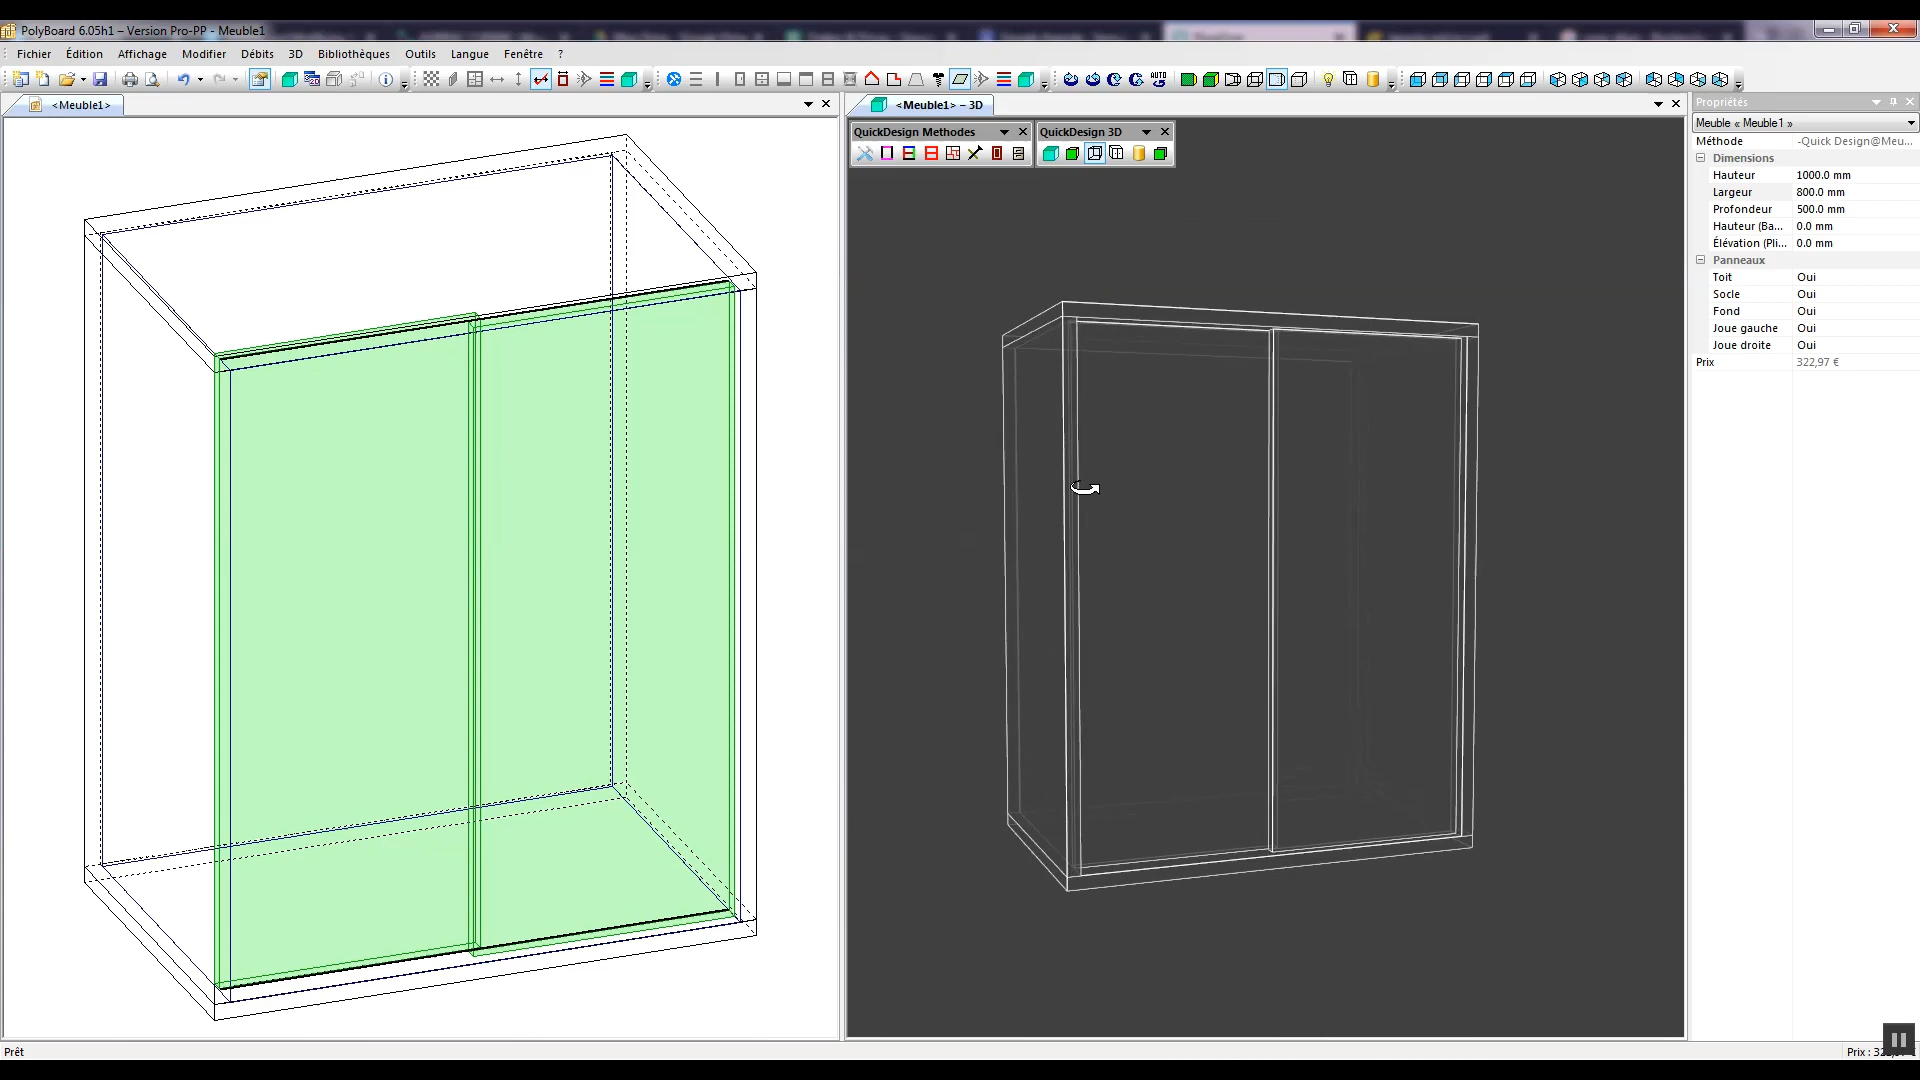 PolyBoard 6.05h1 – Version Pro-PP - Meuble1
Fichier Édition Affichage Modifier Débits 3D Bibliothèques Outils Langue Fenêtre ?
<Meuble1>
<Meuble1> – 3D
QuickDesign Methodes
QuickDesign 3D
Propriétés
Meuble « Meuble1 »
Méthode -Quick Design@Meu...
Dimensions
Hauteur 1000.0 mm
Largeur 800.0 mm
Profondeur 500.0 mm
Hauteur (Ba... 0.0 mm
Élévation (Pli... 0.0 mm
Panneaux
Toit Oui
Socle Oui
Fond Oui
Joue gauche Oui
Joue droite Oui
Prix 322,97 €
Prêt
Prix :